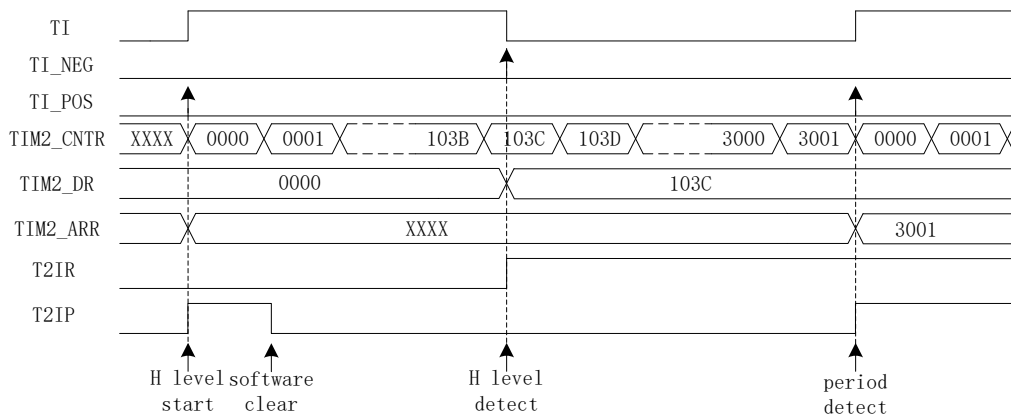 TI
TI_NEG
TI_POS
TIM2_CNTR XXXX 0000 0001 103B 103C 103D 3000 3001 0000 0001
TIM2_DR 0000 103C
TIM2_ARR XXXX 3001
T2IR
T2IP
H level software H level period
start clear detect detect